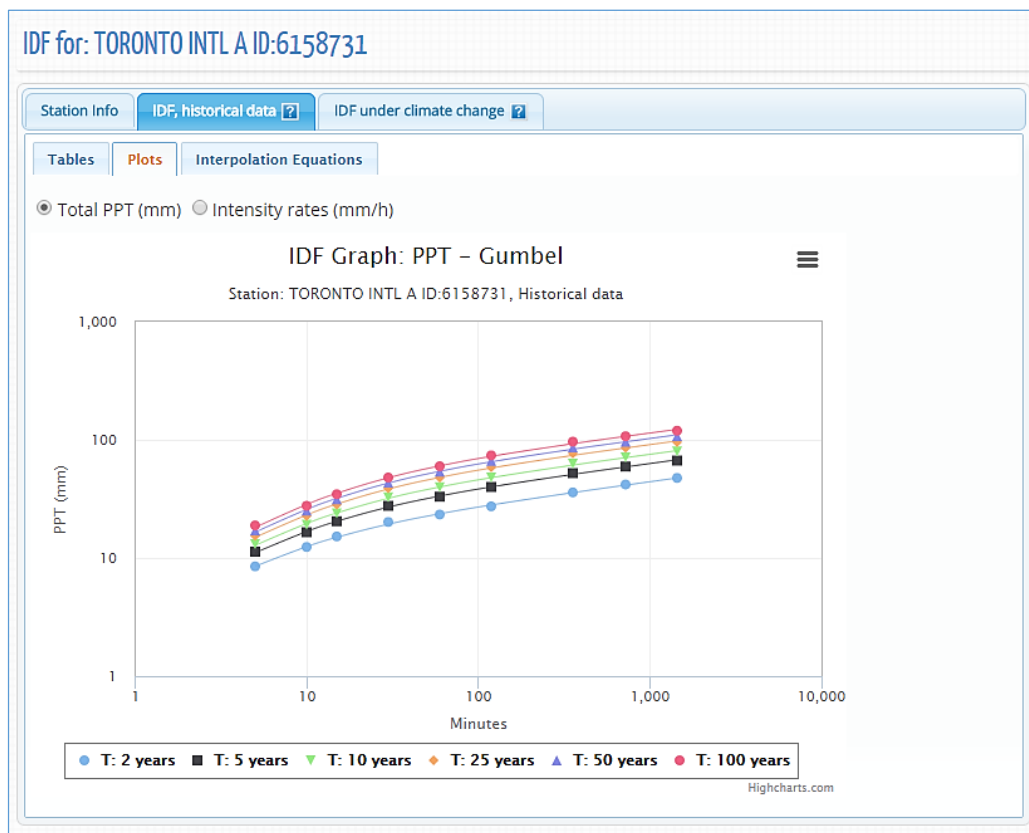 IDF for: TORONTO INTL A ID:6158731
Station Info IDF, historical data ? IDF under climate change ?
Tables Plots Interpolation Equations
Total PPT (mm) Intensity rates (mm/h)
IDF Graph: PPT – Gumbel
Station: TORONTO INTL A ID:6158731, Historical data
1,000
100
10
1
PPT (mm)
1 10 100 1,000 10,000
Minutes
T: 2 years T: 5 years T: 10 years T: 25 years T: 50 years T: 100 years
Highcharts.com